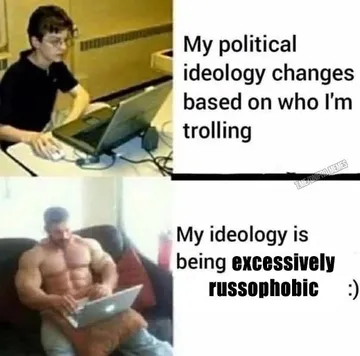 My political
ideology changes
based on who I'm
trolling
My ideology is
being excessively
russophobic :)